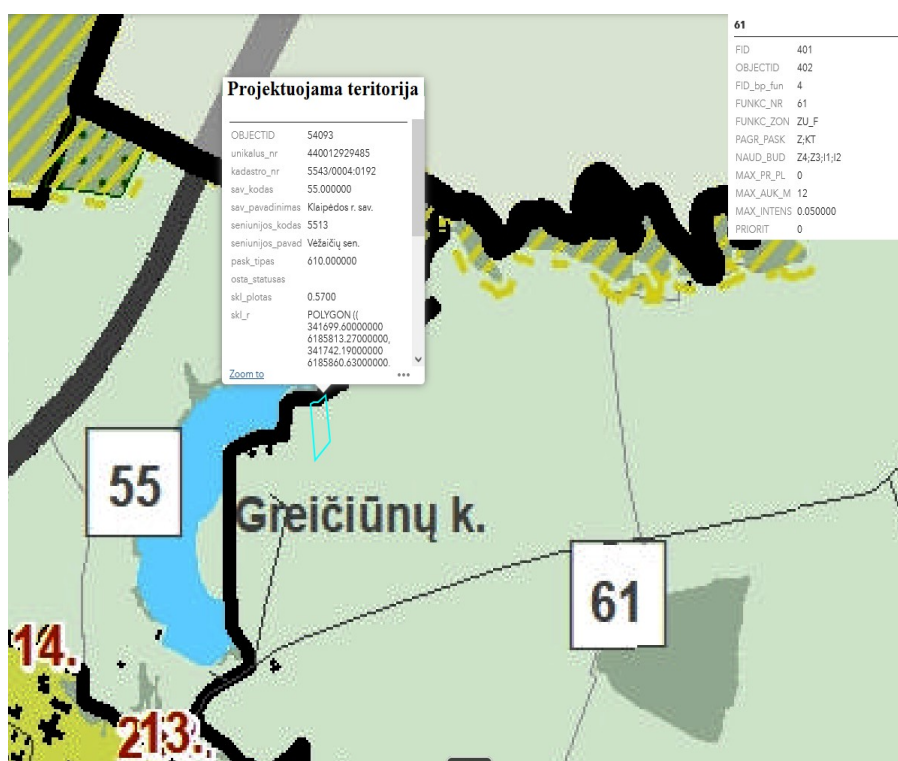 Projektuojama teritorija
OBJECTID 54093
unikalus_nr 440012929485
kadastro_nr 5543/0004:0192
sav_kodas 55.000000
sav_pavadinimas Klaipėdos r. sav.
seniunijos_kodas 5513
seniunijos_pavad Vėžaičių sen.
pask_tipas 610.000000
osta_statusas
skl_plotas 0.5700
skl_r POLYGON ((
341699.60000000
6185813.27000000,
341742.19000000
6185860.63000000,
Zoom to
61
FID 401
OBJECTID 402
FID_bp_fun 4
FUNKC_NR 61
FUNKC_ZON ZU_F
PAGR_PASK Z;KT
NAUD_BUD Z4;Z3;I1;I2
MAX_PR_PL 0
MAX_AUK_M 12
MAX_INTENS 0.050000
PRIORIT 0
55
Greičiūnų k.
61
14.
213.